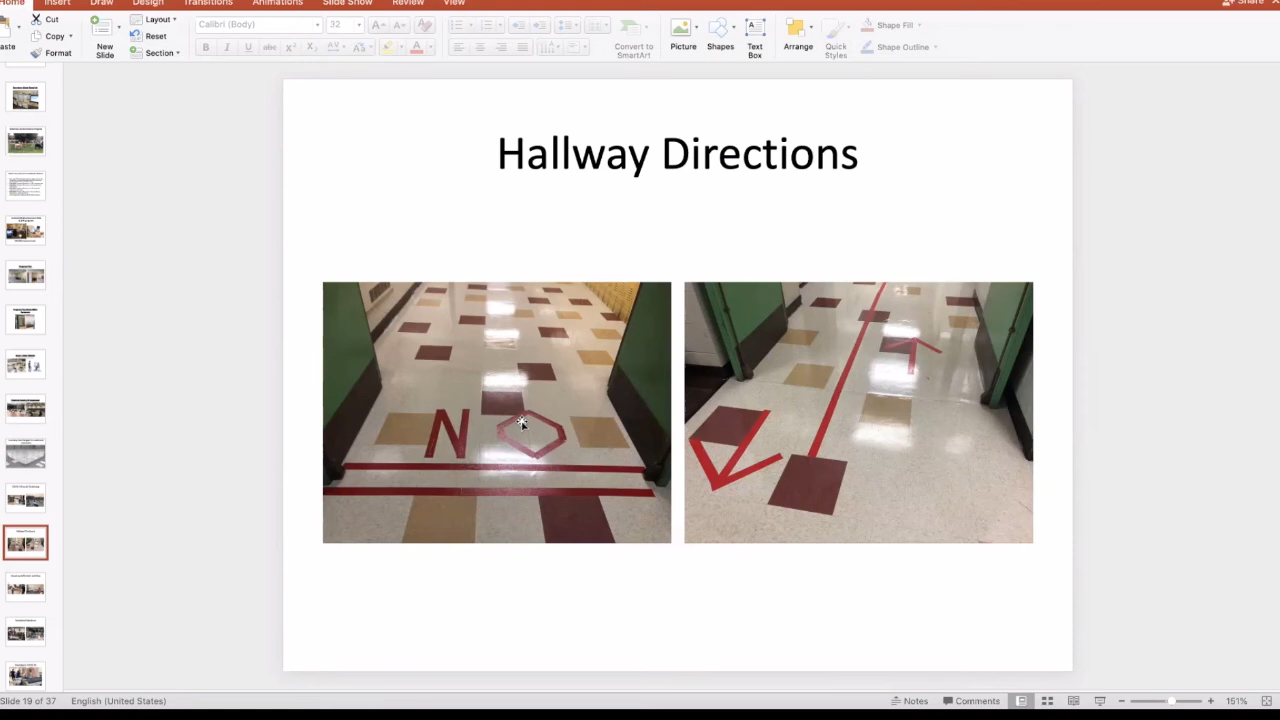 Home Insert Draw Design Transitions Animations Slide Show Review View Share
Cut
Copy
Format
New
Slide
Layout
Reset
Section
Calibri (Body) 32
Convert to
SmartArt
Picture
Shapes
Text
Box
Arrange
Quick
Styles
Shape Fill
Shape Outline
Hallway Directions
NO
Slide 19 of 37 English (United States) Notes Comments 151%